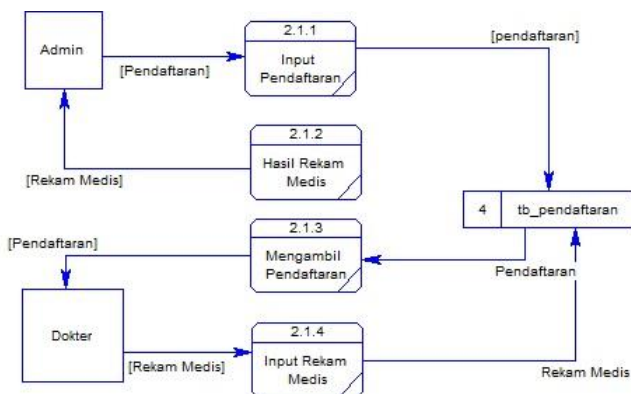 Admin
[Pendaftaran]
2.1.1
Input
Pendaftaran
[pendaftaran]
2.1.2
Hasil Rekam
Medis
[Rekam Medis]
4
tb_pendaftaran
2.1.3
Mengambil
Pendaftaran
Pendaftaran
[Pendaftaran]
Dokter
[Rekam Medis]
2.1.4
Input Rekam
Medis
Rekam Medis